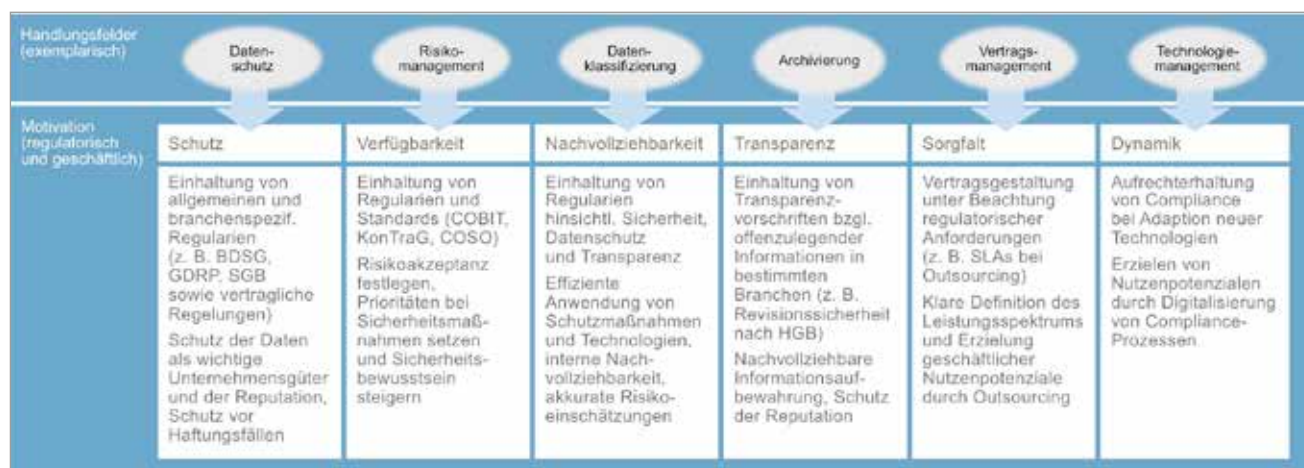 Handlungsfelder
(exemplarisch)
Daten-
schutz
Risiko-
management
Daten-
klassifizierung
Archivierung
Vertrags-
management
Technologie-
management
Motivation
(regulatorisch
und geschäftlich)
Schutz
Verfügbarkeit
Nachvollziehbarkeit
Transparenz
Sorgfalt
Dynamik
Einhaltung von
allgemeinen und
branchenspezif.
Regularien
(z. B. BDSG,
GDRP, SGB
sowie vertragliche
Regelungen)
Schutz der Daten
als wichtige
Unternehmensgüter
und der Reputation,
Schutz vor
Haftungsfällen
Einhaltung von
Regularien und
Standards (COBIT,
KonTraG, COSO)
Risikoakzeptanz
festlegen,
Prioritäten bei
Sicherheitsmaß-
nahmen setzen
und Sicherheits-
bewusstsein
steigern
Einhaltung von
Regularien
hinsichtl. Sicherheit,
Datenschutz
und Transparenz
Effiziente
Anwendung von
Schutzmaßnahmen
und Technologien,
interne Nach-
vollziehbarkeit,
akkurate Risiko-
einschätzungen
Einhaltung von
Transparenz-
vorschriften bzgl.
offenzulegender
Informationen in
bestimmten
Branchen (z. B.
Revisionssicherheit
nach HGB)
Nachvollziehbare
Informationsauf-
bewahrung, Schutz
der Reputation
Vertragsgestaltung
unter Beachtung
regulatorischer
Anforderungen
(z. B. SLAs bei
Outsourcing)
Klare Definition des
Leistungsspektrums
und Erzielung
geschäftlicher
Nutzenpotenziale
durch Outsourcing
Aufrechterhaltung
von Compliance
bei Adaption neuer
Technologien
Erzielen von
Nutzenpotenzialen
durch Digitalisierung
von Compliance-
Prozessen